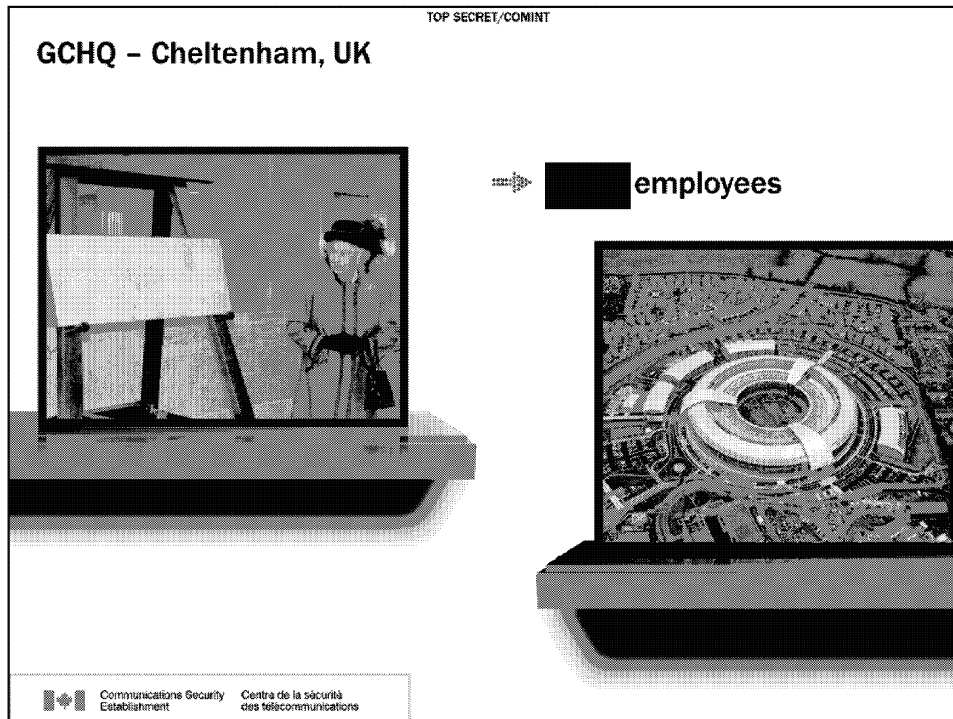 TOP SECRET/COMINT
GCHQ – Cheltenham, UK
employees
Communications Security
Establishment
Centre de la sécurité
des télécommunications